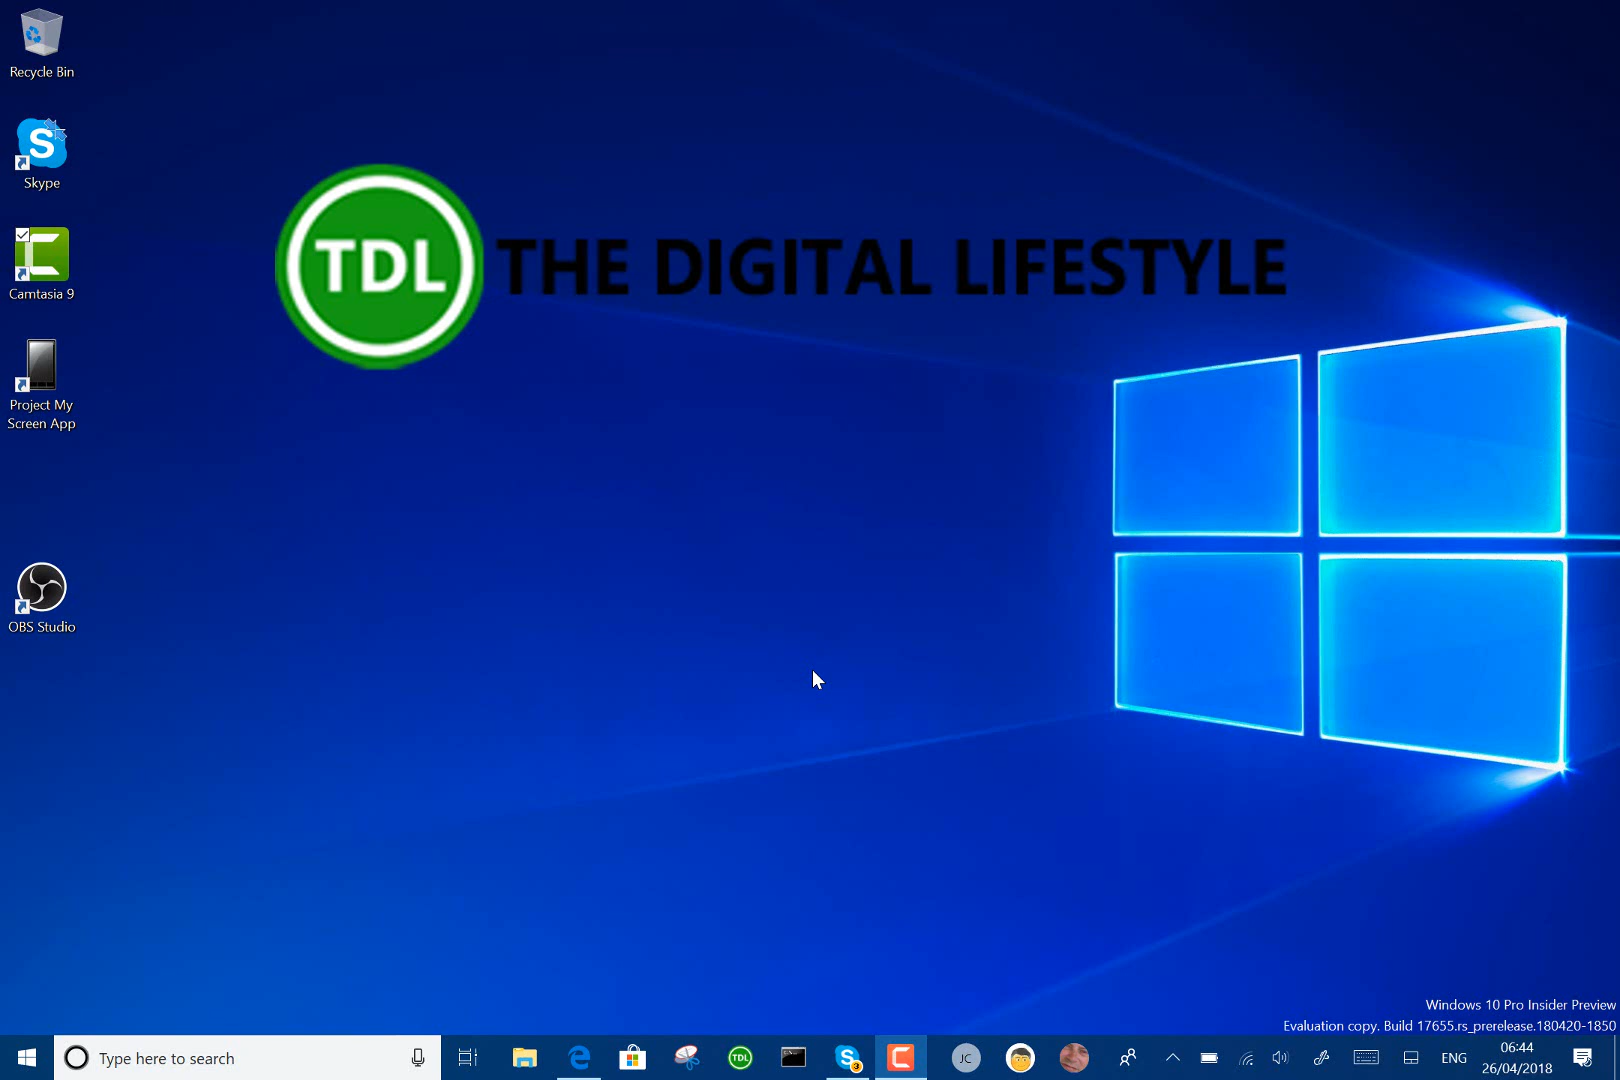 Recycle Bin
S
Skype
C
Camtasia 9
Project My
Screen App
OBS Studio
TDL THE DIGITAL LIFESTYLE
Windows 10 Pro Insider Preview
Evaluation copy. Build 17655.rs_prerelease.180420-1850
Type here to search
TDL
S
3
C
JC
ENG
06:44
26/04/2018